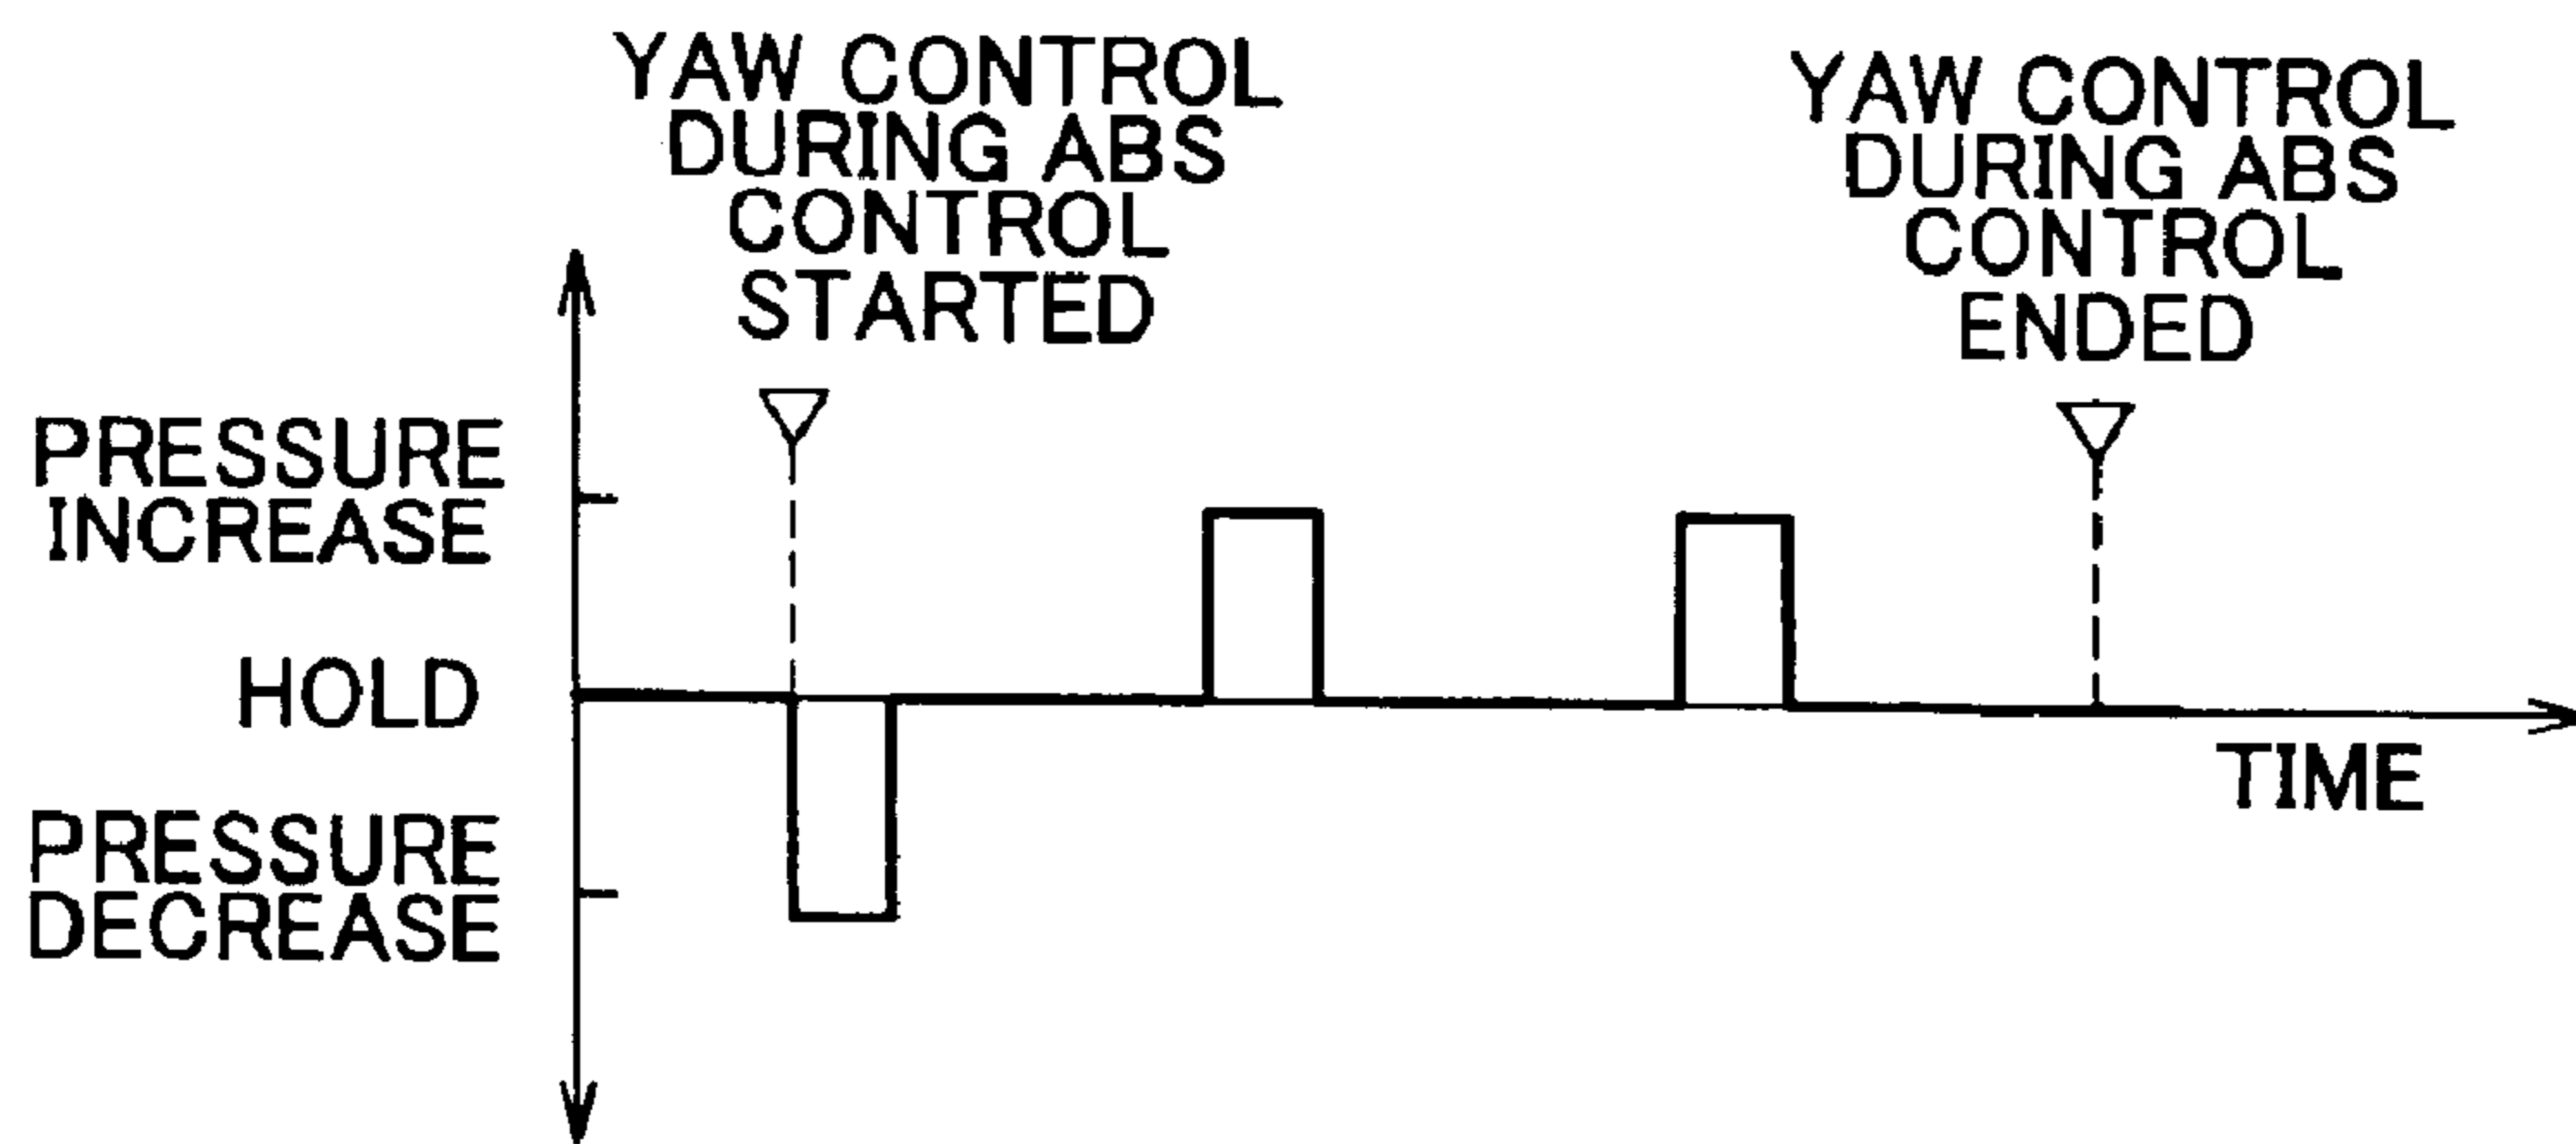 YAW CONTROL
DURING ABS
CONTROL
STARTED
YAW CONTROL
DURING ABS
CONTROL
ENDED
PRESSURE
INCREASE
HOLD
PRESSURE
DECREASE
TIME